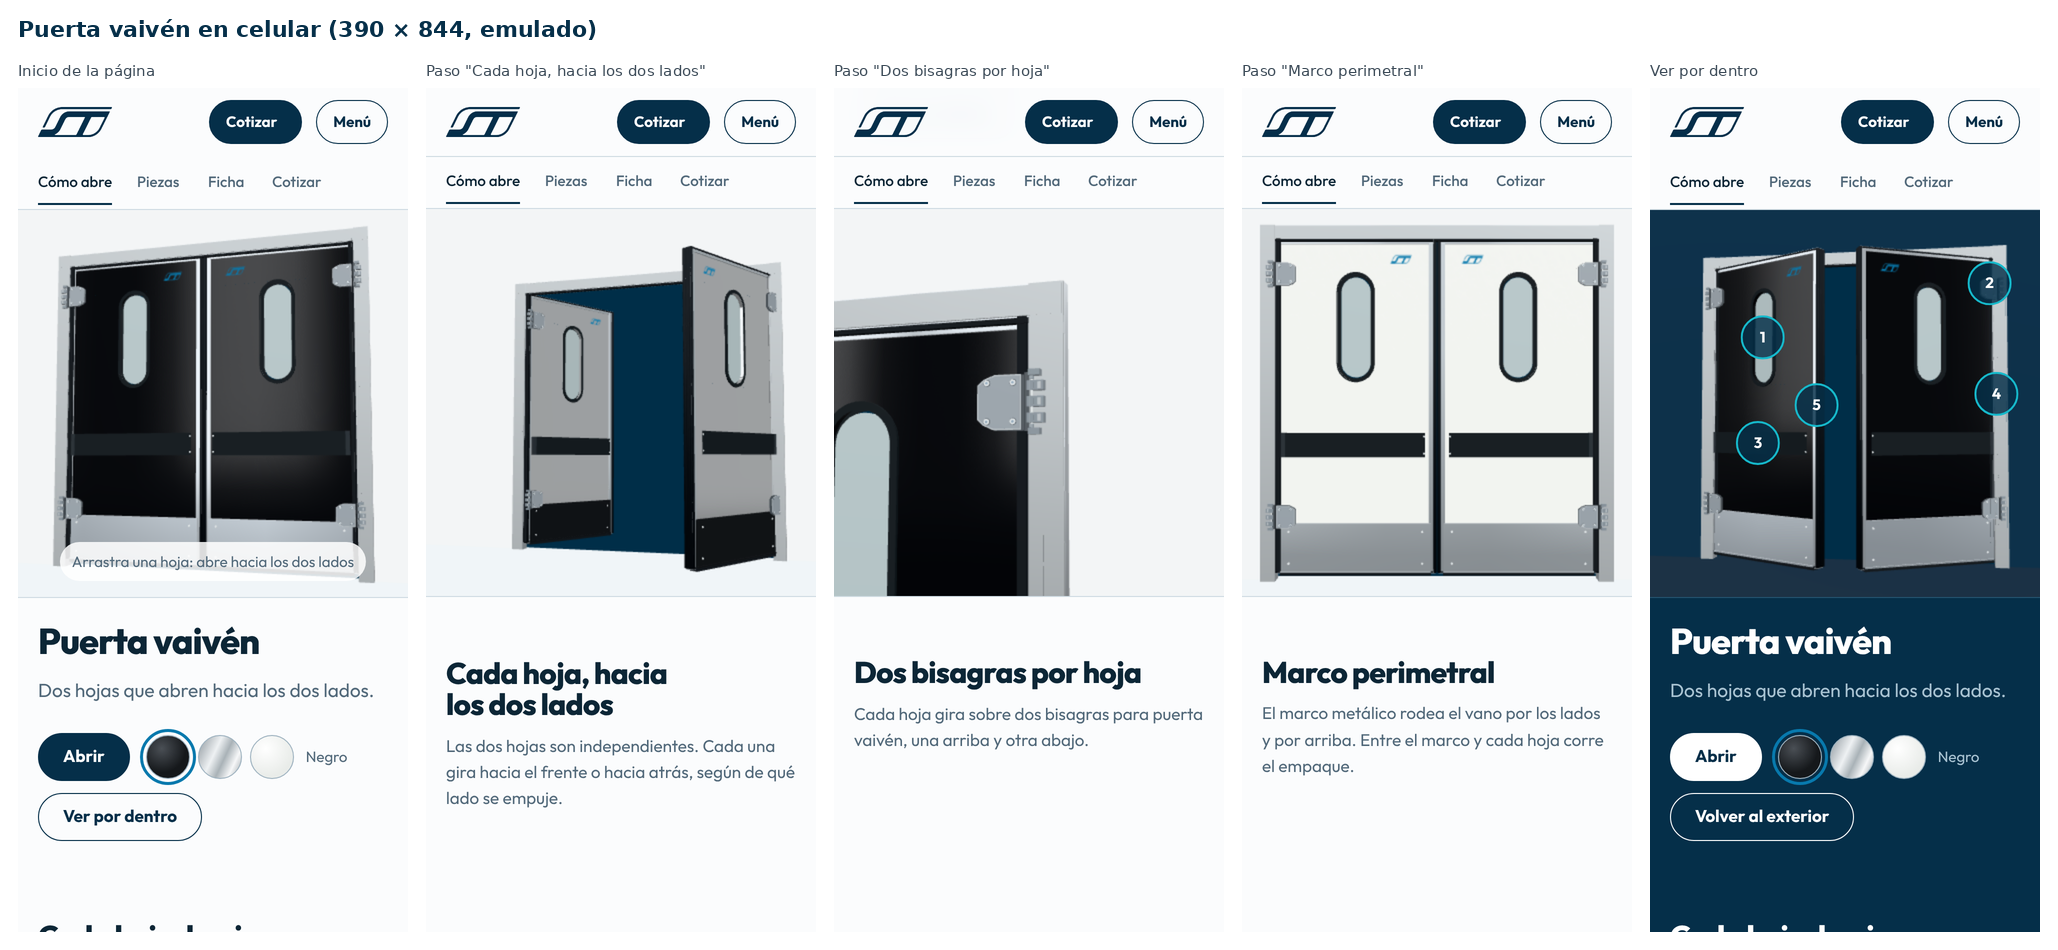 Puerta vaivén en celular (390 × 844, emulado)
Inicio de la página
Cotizar
Menú
Cómo abre
Piezas
Ficha
Cotizar
Arrastra una hoja: abre hacia los dos lados
Puerta vaivén
Dos hojas que abren hacia los dos lados.
Abrir
Negro
Ver por dentro
Paso "Cada hoja, hacia los dos lados"
Cotizar
Menú
Cómo abre
Piezas
Ficha
Cotizar
Cada hoja, hacia
los dos lados
Las dos hojas son independientes. Cada una
gira hacia el frente o hacia atrás, según de qué
lado se empuje.
Paso "Dos bisagras por hoja"
Cotizar
Menú
Cómo abre
Piezas
Ficha
Cotizar
Dos bisagras por hoja
Cada hoja gira sobre dos bisagras para puerta
vaivén, una arriba y otra abajo.
Paso "Marco perimetral"
Cotizar
Menú
Cómo abre
Piezas
Ficha
Cotizar
Marco perimetral
El marco metálico rodea el vano por los lados
y por arriba. Entre el marco y cada hoja corre
el empaque.
Ver por dentro
Cotizar
Menú
Cómo abre
Piezas
Ficha
Cotizar
2
1
4
5
3
Puerta vaivén
Dos hojas que abren hacia los dos lados.
Abrir
Negro
Volver al exterior